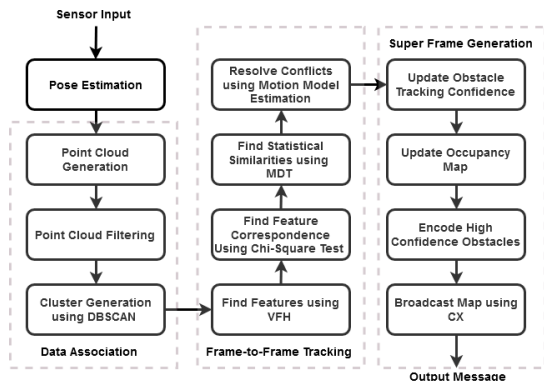 Sensor Input
Pose Estimation
Point Cloud
Generation
Point Cloud Filtering
Cluster Generation
using DBSCAN
Data Association
Resolve Conflicts
using Motion Model
Estimation
Find Statistical
Similarities using
MDT
Find Feature
Correspondence
Using Chi-Square Test
Find Features using
VFH
Frame-to-Frame Tracking
Super Frame Generation
Update Obstacle
Tracking Confidence
Update Occupancy
Map
Encode High
Confidence Obstacles
Broadcast Map using
CX
Output Message